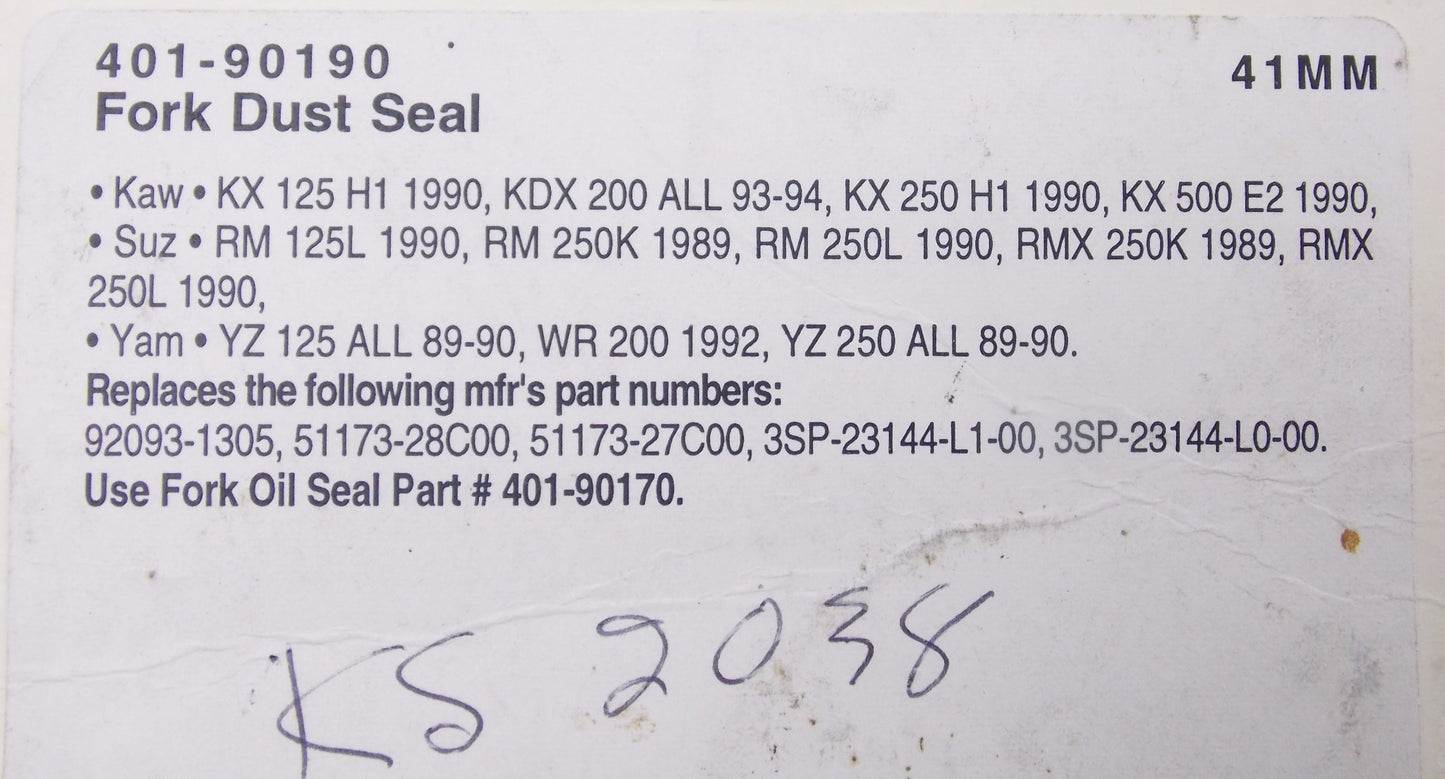 401-90190
41MM
Fork Dust Seal
• Kaw • KX 125 H1 1990, KDX 200 ALL 93-94, KX 250 H1 1990, KX 500 E2 1990,
• Suz • RM 125L 1990, RM 250K 1989, RM 250L 1990, RMX 250K 1989, RMX
250L 1990,
• Yam • YZ 125 ALL 89-90, WR 200 1992, YZ 250 ALL 89-90.
Replaces the following mfr's part numbers:
92093-1305, 51173-28C00, 51173-27C00, 3SP-23144-L1-00, 3SP-23144-L0-00.
Use Fork Oil Seal Part # 401-90170.
KS 2038